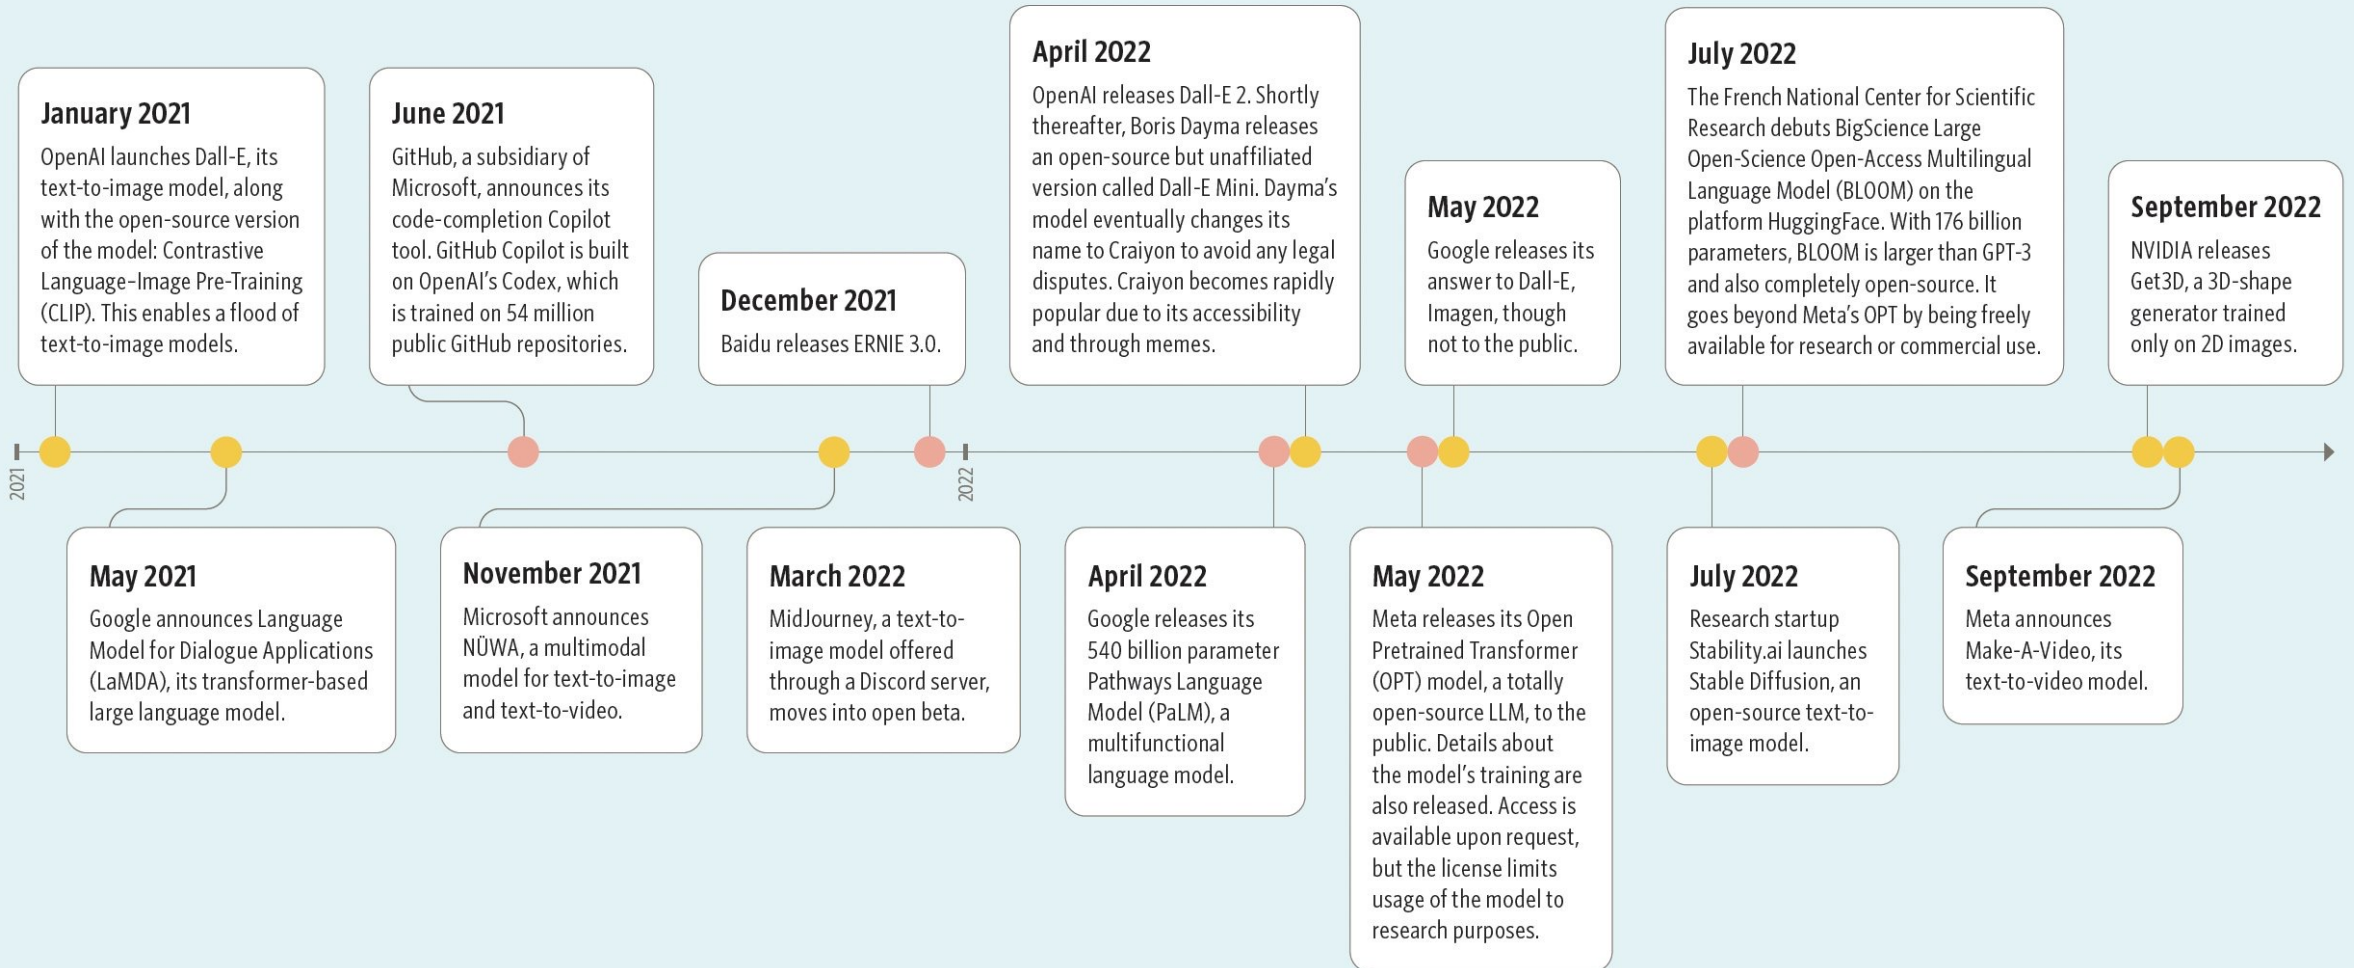 January 2021
OpenAI launches Dall-E, its
text-to-image model, along
with the open-source version
of the model: Contrastive
Language–Image Pre-Training
(CLIP). This enables a flood of
text-to-image models.
June 2021
GitHub, a subsidiary of
Microsoft, announces its
code-completion Copilot
tool. GitHub Copilot is built
on OpenAI’s Codex, which
is trained on 54 million
public GitHub repositories.
December 2021
Baidu releases ERNIE 3.0.
April 2022
OpenAI releases Dall-E 2. Shortly
thereafter, Boris Dayma releases
an open-source but unaffiliated
version called Dall-E Mini. Dayma’s
model eventually changes its
name to Craiyon to avoid any legal
disputes. Craiyon becomes rapidly
popular due to its accessibility
and through memes.
May 2022
Google releases its
answer to Dall-E,
Imagen, though
not to the public.
July 2022
The French National Center for Scientific
Research debuts BigScience Large
Open-Science Open-Access Multilingual
Language Model (BLOOM) on the
platform HuggingFace. With 176 billion
parameters, BLOOM is larger than GPT-3
and also completely open-source. It
goes beyond Meta’s OPT by being freely
available for research or commercial use.
September 2022
NVIDIA releases
Get3D, a 3D-shape
generator trained
only on 2D images.
2021
2022
May 2021
Google announces Language
Model for Dialogue Applications
(LaMDA), its transformer-based
large language model.
November 2021
Microsoft announces
NÜWA, a multimodal
model for text-to-image
and text-to-video.
March 2022
MidJourney, a text-to-
image model offered
through a Discord server,
moves into open beta.
April 2022
Google releases its
540 billion parameter
Pathways Language
Model (PaLM), a
multifunctional
language model.
May 2022
Meta releases its Open
Pretrained Transformer
(OPT) model, a totally
open-source LLM, to the
public. Details about
the model’s training are
also released. Access is
available upon request,
but the license limits
usage of the model to
research purposes.
July 2022
Research startup
Stability.ai launches
Stable Diffusion, an
open-source text-to-
image model.
September 2022
Meta announces
Make-A-Video, its
text-to-video model.